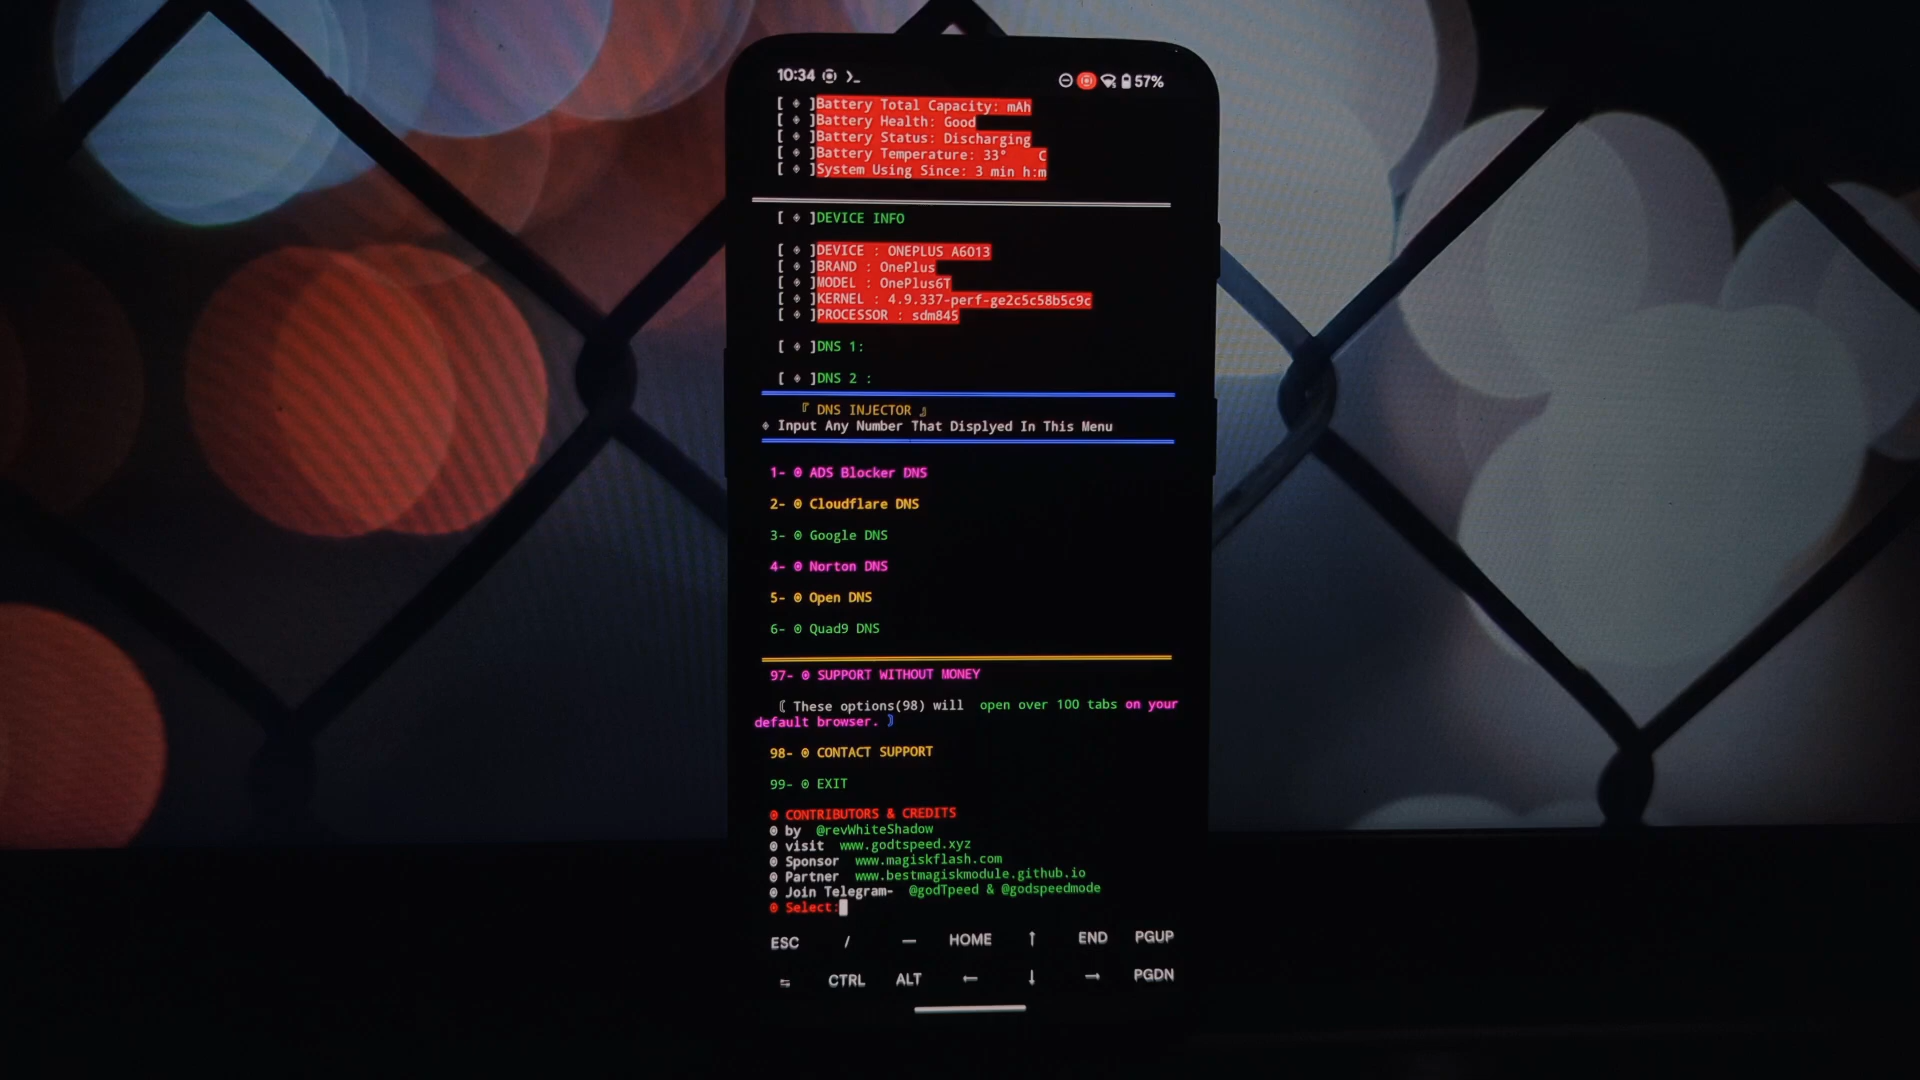 10:34 57%
[ ◈ ]Battery Total Capacity: mAh
[ ◈ ]Battery Health: Good
[ ◈ ]Battery Status: Discharging
[ ◈ ]Battery Temperature: 33° C
[ ◈ ]System Using Since: 3 min h:m
[ ◈ ]DEVICE INFO
[ ◈ ]DEVICE : ONEPLUS A6013
[ ◈ ]BRAND : OnePlus
[ ◈ ]MODEL : OnePlus6T
[ ◈ ]KERNEL : 4.9.337-perf-ge2c5c58b5c9c
[ ◈ ]PROCESSOR : sdm845
[ ◈ ]DNS 1:
[ ◈ ]DNS 2 :
『 DNS INJECTOR 』
◈ Input Any Number That Displyed In This Menu
1- ⊙ ADS Blocker DNS
2- ⊙ Cloudflare DNS
3- ⊙ Google DNS
4- ⊙ Norton DNS
5- ⊙ Open DNS
6- ⊙ Quad9 DNS
97- ⊙ SUPPORT WITHOUT MONEY
〖 These options(98) will open over 100 tabs on your
default browser. 〗
98- ⊙ CONTACT SUPPORT
99- ⊙ EXIT
⊙ CONTRIBUTORS & CREDITS
⊙ by @revWhiteShadow
⊙ visit www.godtspeed.xyz
⊙ Sponsor www.magiskflash.com
⊙ Partner www.bestmagiskmodule.github.io
⊙ Join Telegram- @godTpeed & @godspeedmode
⊙ Select:
ESC / — HOME ↑ END PGUP
⇆ CTRL ALT ← ↓ → PGDN